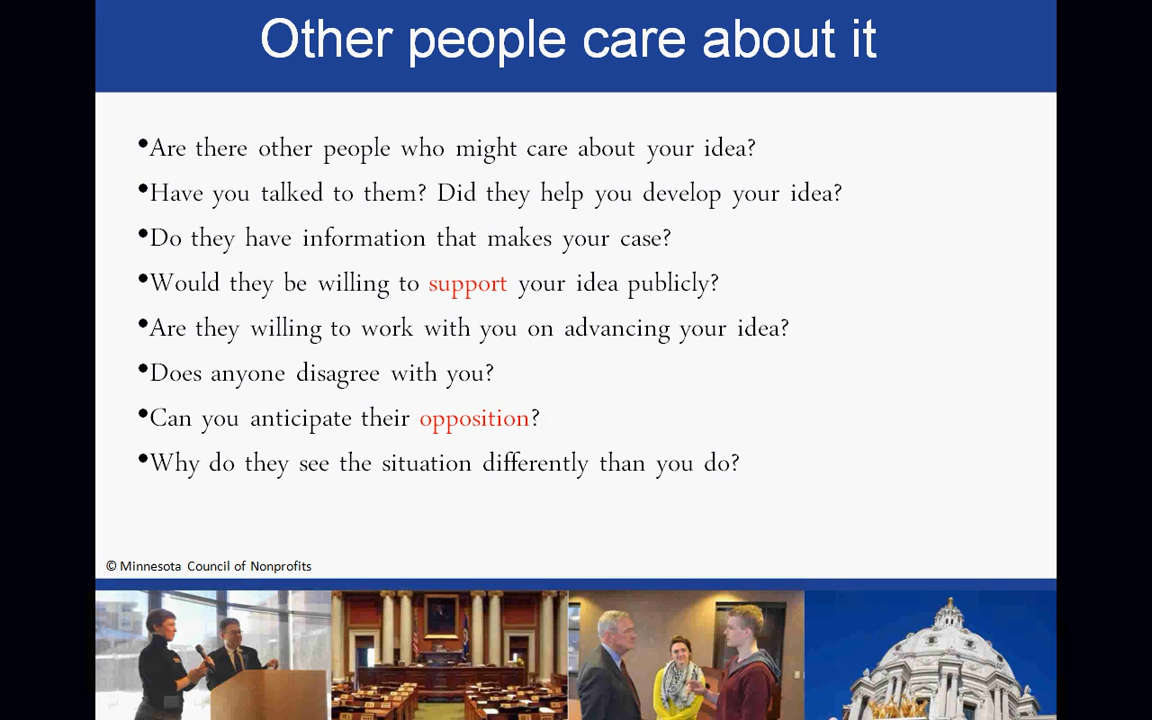 Other people care about it
•Are there other people who might care about your idea?
•Have you talked to them? Did they help you develop your idea?
•Do they have information that makes your case?
•Would they be willing to support your idea publicly?
•Are they willing to work with you on advancing your idea?
•Does anyone disagree with you?
•Can you anticipate their opposition?
•Why do they see the situation differently than you do?
© Minnesota Council of Nonprofits